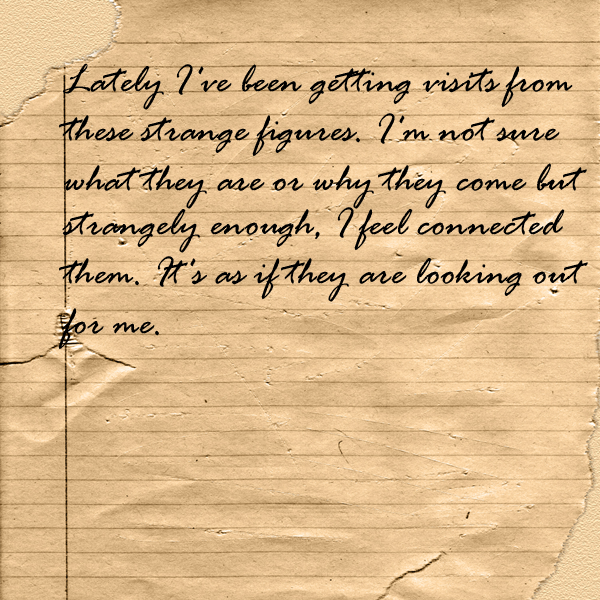 Lately I've been getting visits from
these strange figures. I'm not sure
what they are or why they come but
strangely enough, I feel connected
them. It's as if they are looking out
for me.